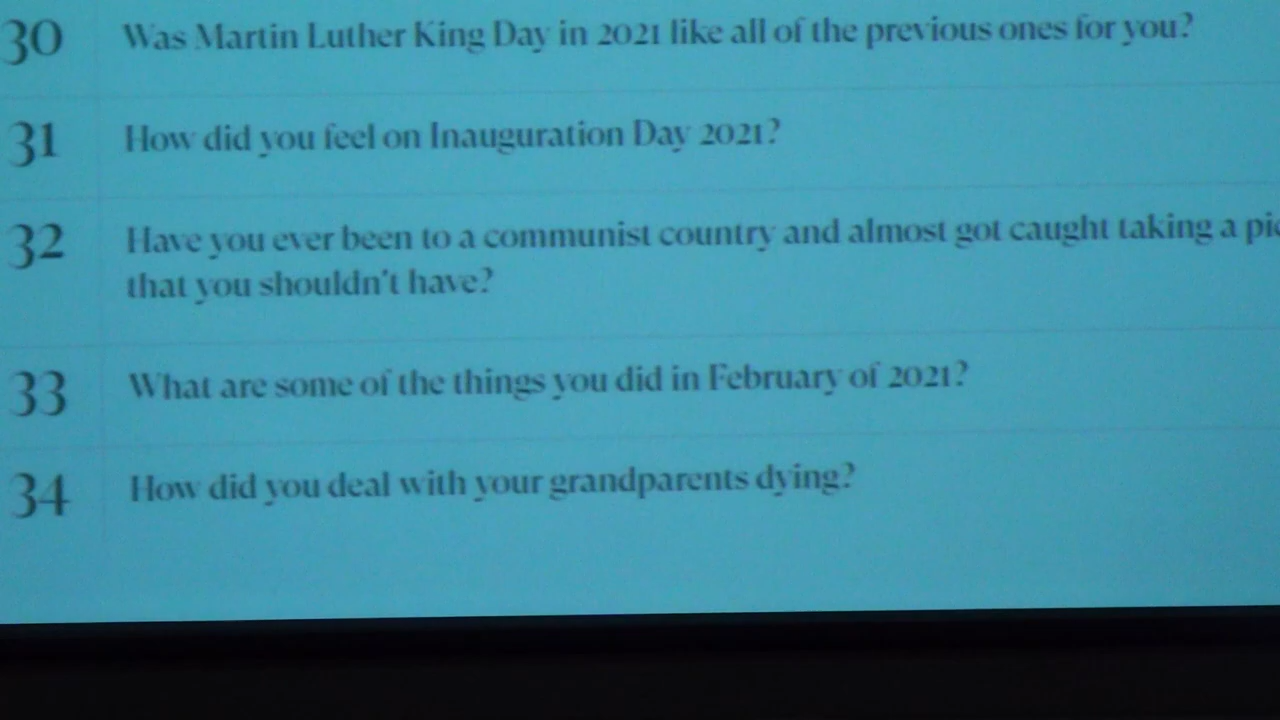 30 Was Martin Luther King Day in 2021 like all of the previous ones for you?
31 How did you feel on Inauguration Day 2021?
32 Have you ever been to a communist country and almost got caught taking a
that you shouldn't have?
33 What are some of the things you did in February of 2021?
34 How did you deal with your grandparents dying?